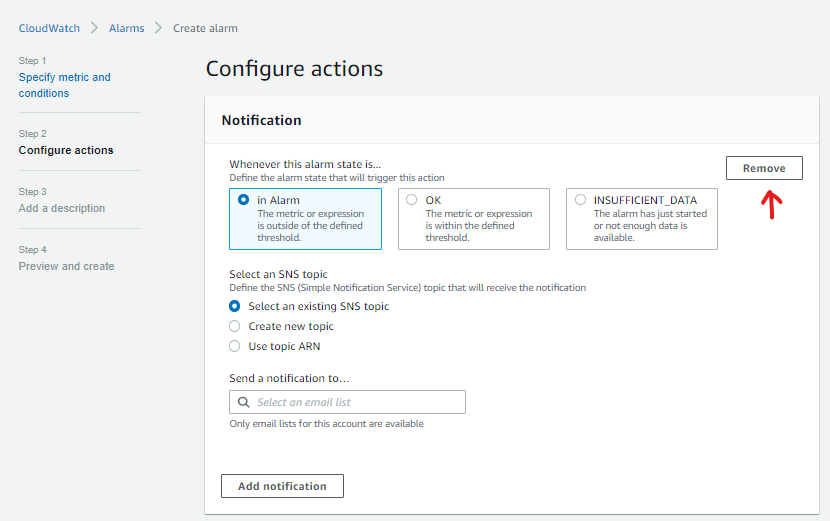 CloudWatch > Alarms > Create alarm
Step 1
Specify metric and
conditions
Step 2
Configure actions
Step 3
Add a description
Step 4
Preview and create
Configure actions
Notification
Whenever this alarm state is...
Define the alarm state that will trigger this action
Remove
in Alarm
The metric or expression
is outside of the defined
threshold.
OK
The metric or expression
is within the defined
threshold.
INSUFFICIENT_DATA
The alarm has just started
or not enough data is
available.
Select an SNS topic
Define the SNS (Simple Notification Service) topic that will receive the notification
Select an existing SNS topic
Create new topic
Use topic ARN
Send a notification to...
Select an email list
Only email lists for this account are available
Add notification